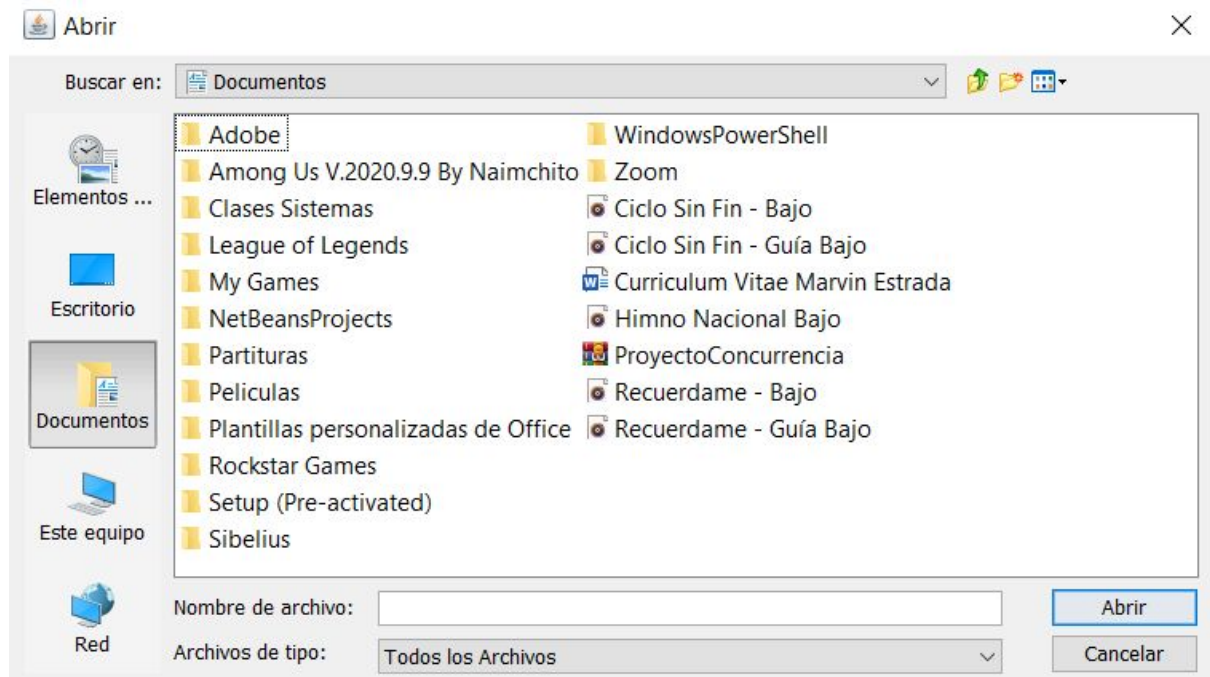 Abrir
Buscar en: Documentos
Elementos ...
Escritorio
Documentos
Este equipo
Red
Adobe
Among Us V.2020.9.9 By Naimchito
Clases Sistemas
League of Legends
My Games
NetBeansProjects
Partituras
Peliculas
Plantillas personalizadas de Office
Rockstar Games
Setup (Pre-activated)
Sibelius
WindowsPowerShell
Zoom
Ciclo Sin Fin - Bajo
Ciclo Sin Fin - Guía Bajo
Curriculum Vitae Marvin Estrada
Himno Nacional Bajo
ProyectoConcurrencia
Recuerdame - Bajo
Recuerdame - Guía Bajo
Nombre de archivo:
Abrir
Archivos de tipo: Todos los Archivos
Cancelar